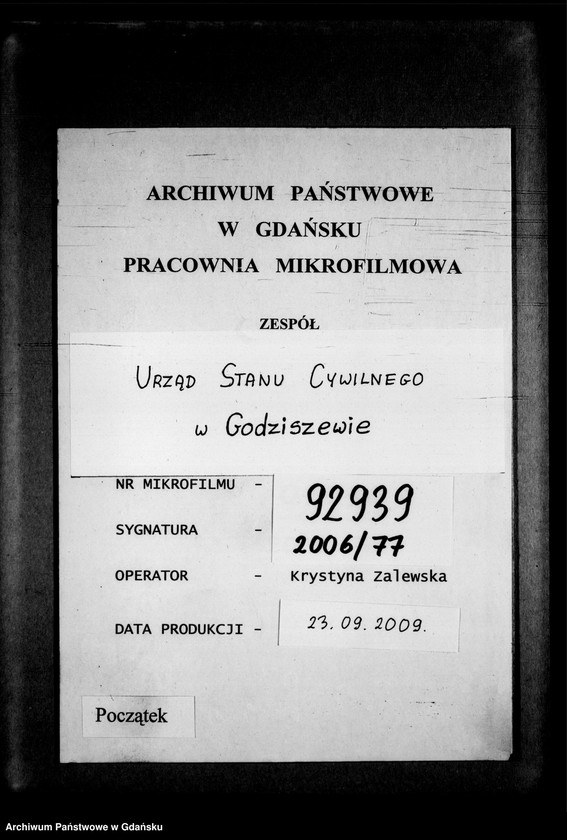 ARCHIWUM PAŃSTWOWE
W GDAŃSKU
PRACOWNIA MIKROFILMOWA
ZESPÓŁ
URZĄD STANU CYWILNEGO
w Godziszewie
NR MIKROFILMU - 92939
SYGNATURA - 2006/77
OPERATOR - Krystyna Zalewska
DATA PRODUKCJI - 23.09.2009.
Początek
Archiwum Państwowe w Gdańsku